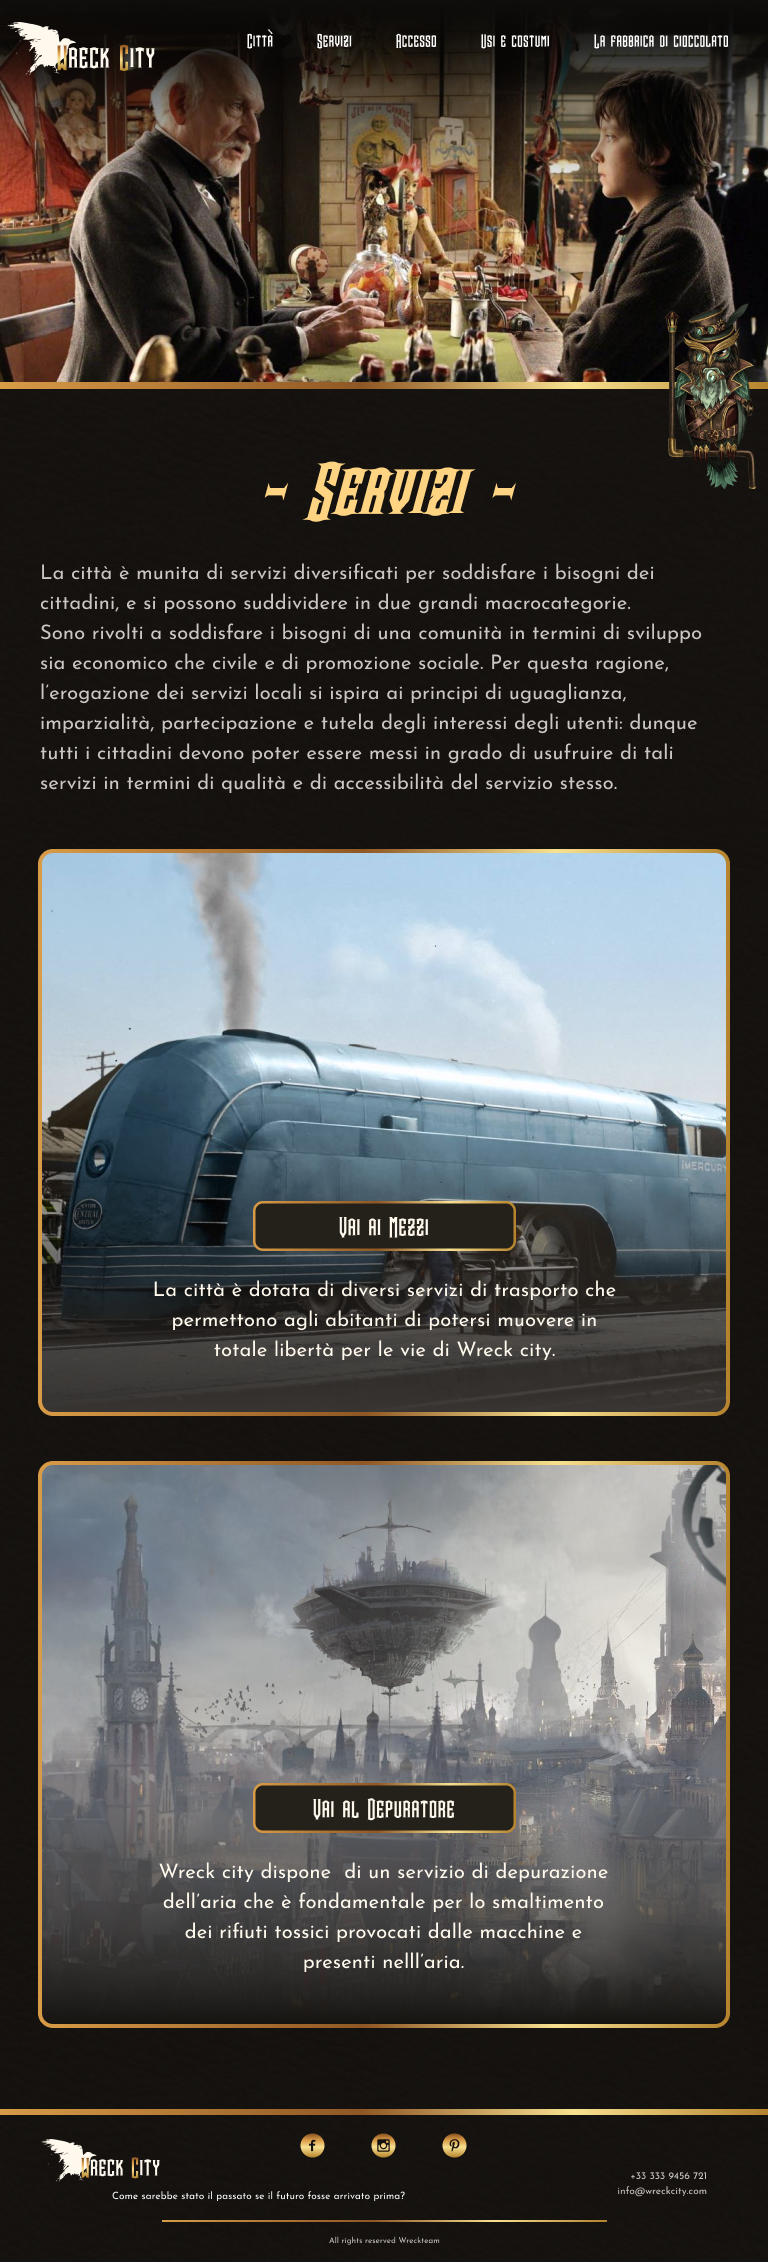 Wreck City
Città Servizi Accesso Usi e costumi La fabbrica di cioccolato
- Servizi -
La città è munita di servizi diversificati per soddisfare i bisogni dei
cittadini, e si possono suddividere in due grandi macrocategorie.
Sono rivolti a soddisfare i bisogni di una comunità in termini di sviluppo
sia economico che civile e di promozione sociale. Per questa ragione,
l'erogazione dei servizi locali si ispira ai principi di uguaglianza,
imparzialità, partecipazione e tutela degli interessi degli utenti: dunque
tutti i cittadini devono poter essere messi in grado di usufruire di tali
servizi in termini di qualità e di accessibilità del servizio stesso.
MERCURY
CENTRAL
Vai ai Mezzi
La città è dotata di diversi servizi di trasporto che
permettono agli abitanti di potersi muovere in
totale libertà per le vie di Wreck city.
Vai al Depuratore
Wreck city dispone  di un servizio di depurazione
dell'aria che è fondamentale per lo smaltimento
dei rifiuti tossici provocati dalle macchine e
presenti nelll'aria.
Wreck City
Come sarebbe stato il passato se il futuro fosse arrivato prima?
+33 333 9456 721
info@wreckcity.com
All rights reserved Wreckteam